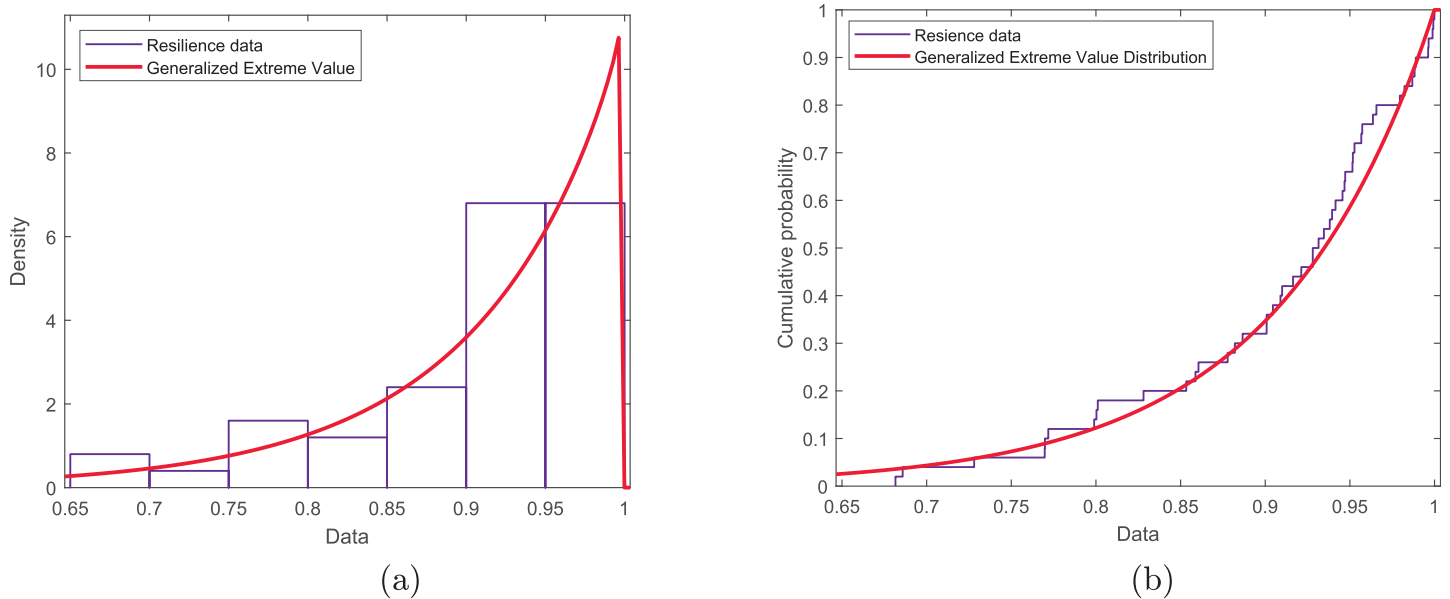 Resilience data
Generalized Extreme Value
10
8
6
4
2
0
Density
0.65 0.7 0.75 0.8 0.85 0.9 0.95 1
Data
(a)
Resience data
Generalized Extreme Value Distribution
1
0.9
0.8
0.7
0.6
0.5
0.4
0.3
0.2
0.1
0
Cumulative probability
0.65 0.7 0.75 0.8 0.85 0.9 0.95 1
Data
(b)